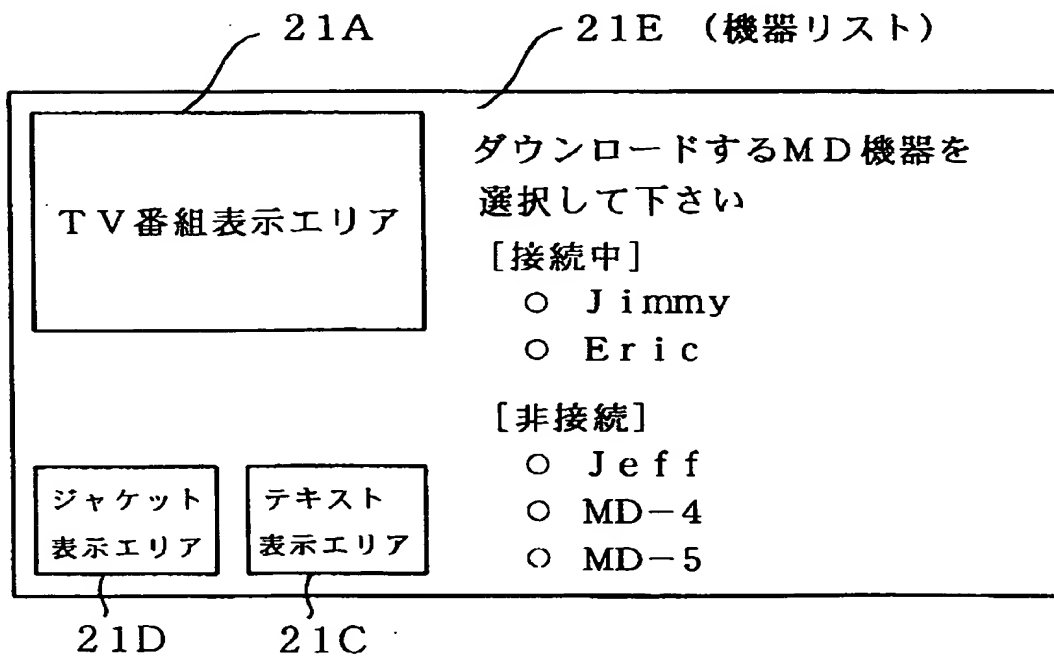 21A
21E (機器リスト)
TV番組表示エリア
ダウンロードするMD機器を
選択して下さい
[接続中]
○ Jimmy
○ Eric
[非接続]
○ Jeff
○ MD-4
○ MD-5
ジャケット
表示エリア
テキスト
表示エリア
21D
21C